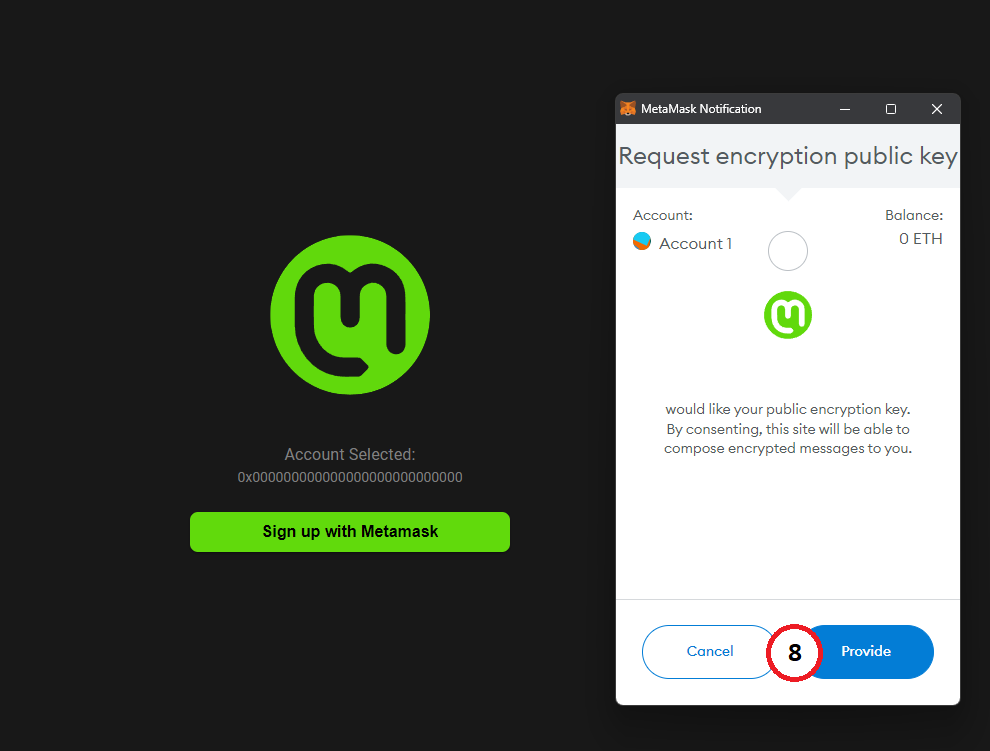 MetaMask Notification
Request encryption public key
Account:
Balance:
Account 1
0 ETH
would like your public encryption key.
By consenting, this site will be able to
compose encrypted messages to you.
Cancel
8
Provide
Account Selected:
0x000000000000000000000000000
Sign up with Metamask